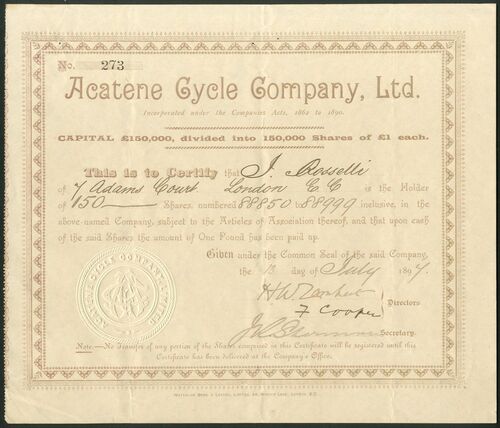 No. 273
Acatene Cycle Company, Ltd.
Incorporated under the Companies Acts, 1862 to 1890.
CAPITAL £150,000, divided into 150,000 Shares of £1 each.
This is to Certify that J. Rosselli
of 7 Adams Court London E C is the Holder
of 150 Shares, numbered 88850 to 88999 inclusive, in the
above-named Company, subject to the Articles of Association thereof, and that upon each
of the said Shares the amount of One Pound has been paid up.
Given under the Common Seal of the said Company,
the 13 day of July 1897.
Directors
F Cooper
Secretary.
ACATENE CYCLE COMPANY LIMITED
Note.—No Transfer of any portion of the Shares comprised in this Certificate will be registered until this
Certificate has been delivered at the Company's Office.